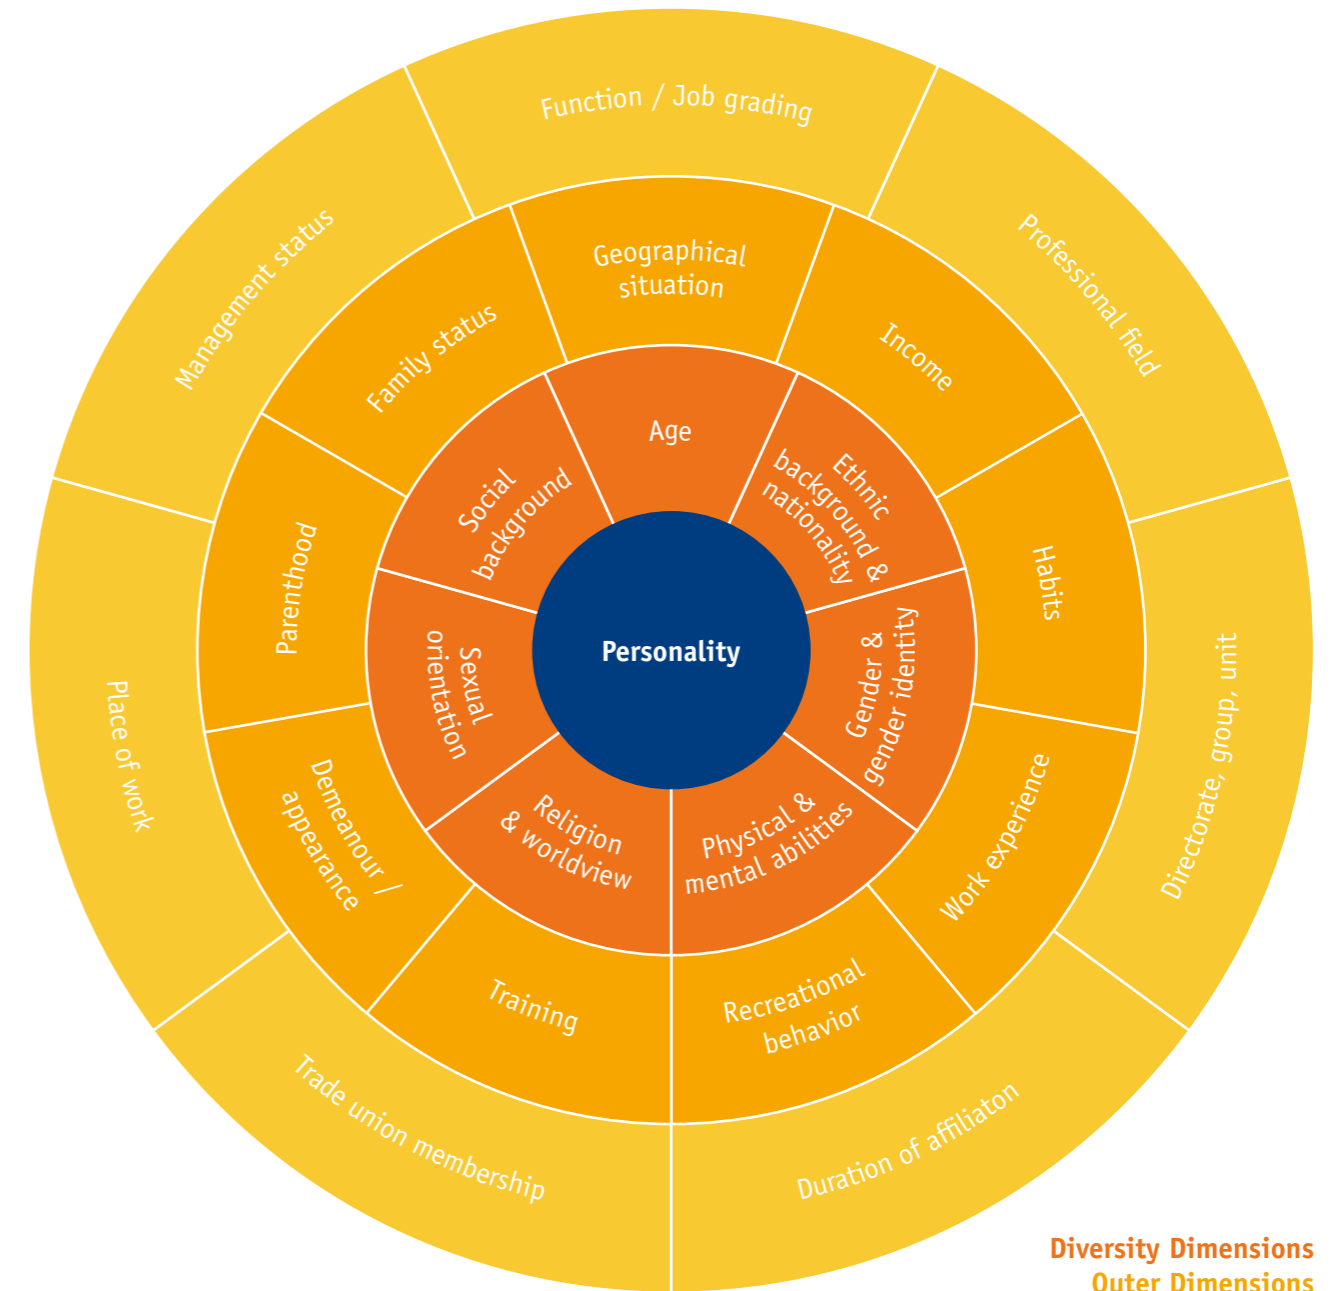 Function / Job grading
Professional field
Directorate, group, unit
Duration of affiliaton
Trade union membership
Place of work
Management status
Geographical
situation
Income
Habits
Work experience
Recreational
behavior
Training
Demeanour /
appearance
Parenthood
Family status
Age
Ethnic
background &
nationality
Gender &
gender identity
Physical &
mental abilities
Religion
& worldview
Sexual
orientation
Social
background
Personality
Diversity Dimensions
Outer Dimensions